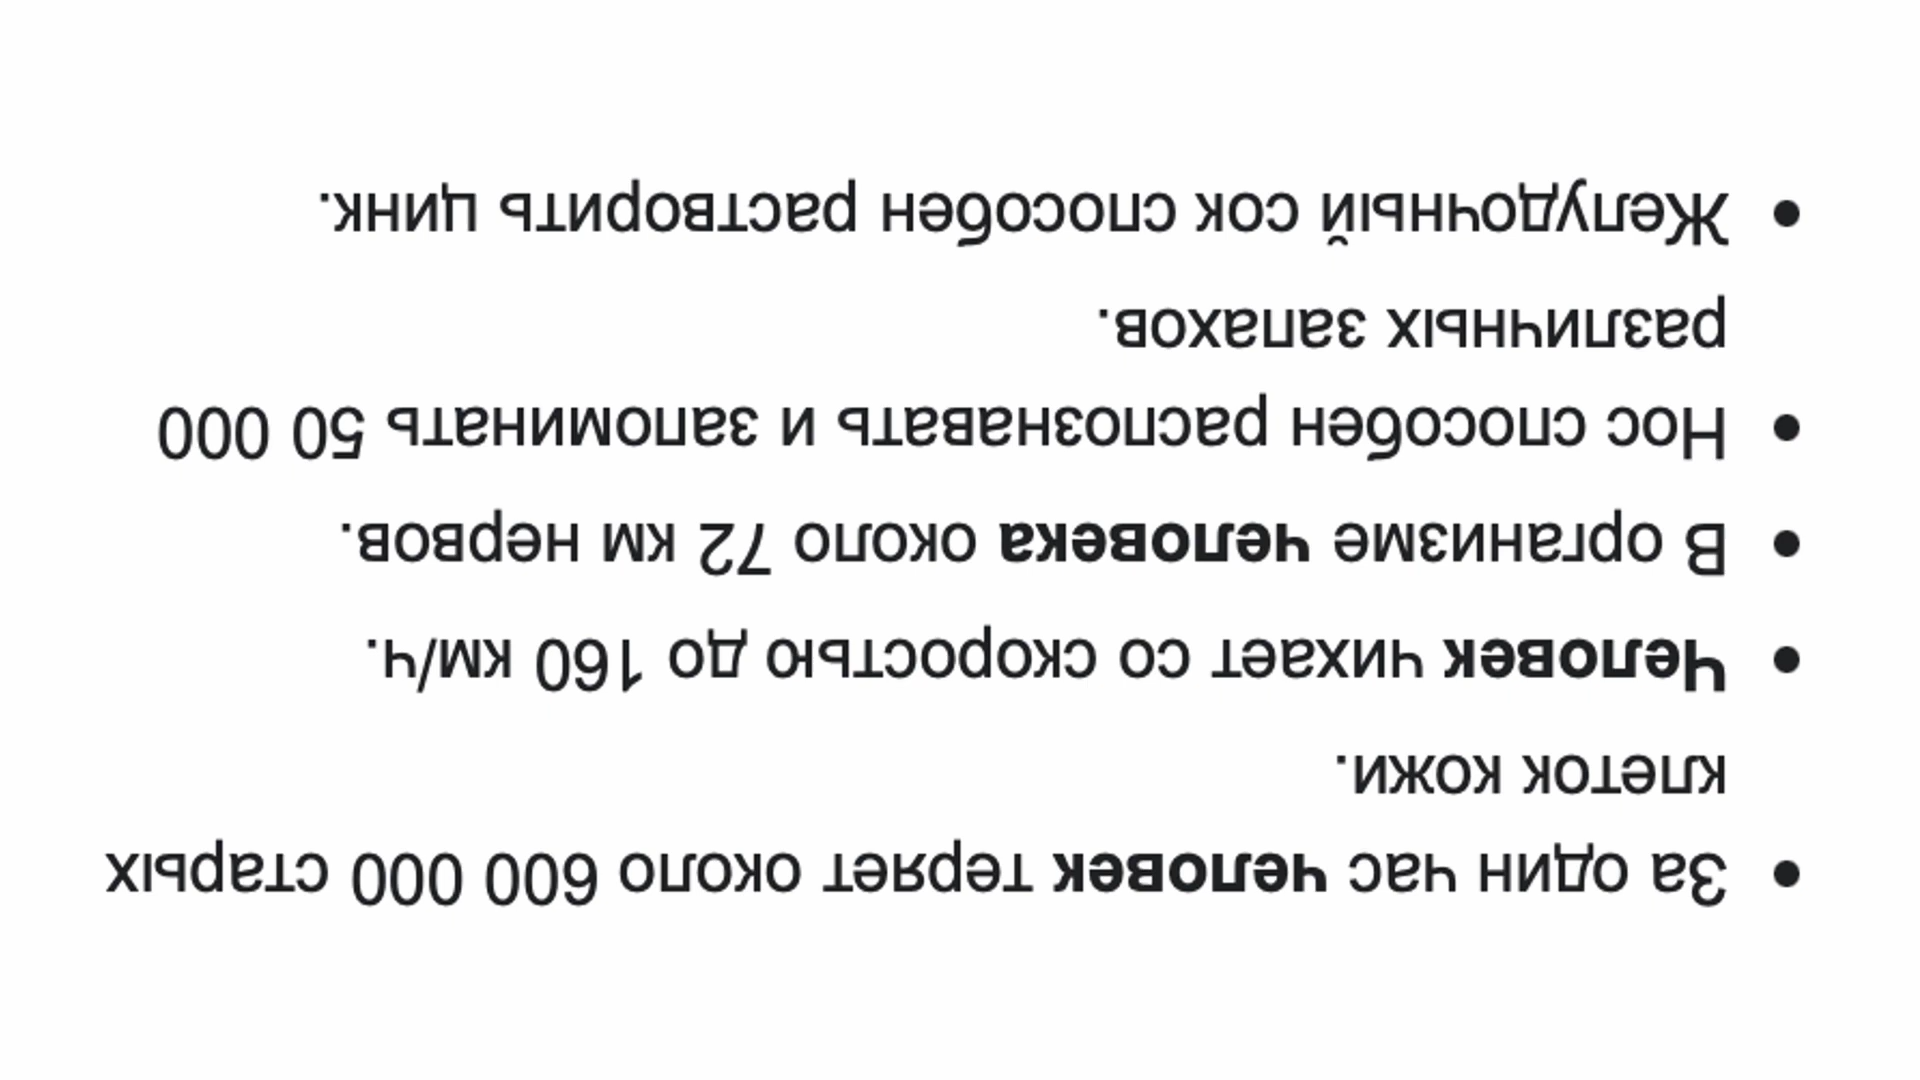 • За один час человек теряет около 600 000 старых
клеток кожи.
• Человек чихает со скоростью до 160 км/ч.
• В организме человека около 72 км нервов.
• Нос способен распознавать и запоминать 50 000
различных запахов.
• Желудочный сок способен растворить цинк.